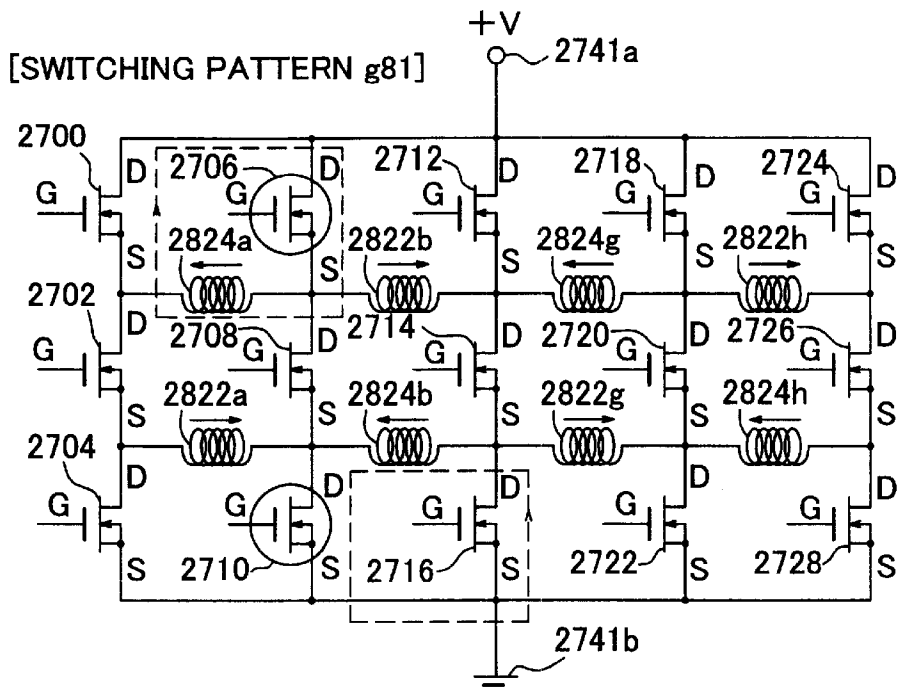 +V
2741a
[SWITCHING PATTERN g81]
2700 2706 2712 2718 2724
D D D D D
G G G G G
S S S S S
2824a 2822b 2824g 2822h
2702 2708 2714 2720 2726
D D D D D
G G G G G
S S S S S
2822a 2824b 2822g 2824h
2704
D D D D D
G G G G G
S S S S S
2710 2716 2722 2728
2741b